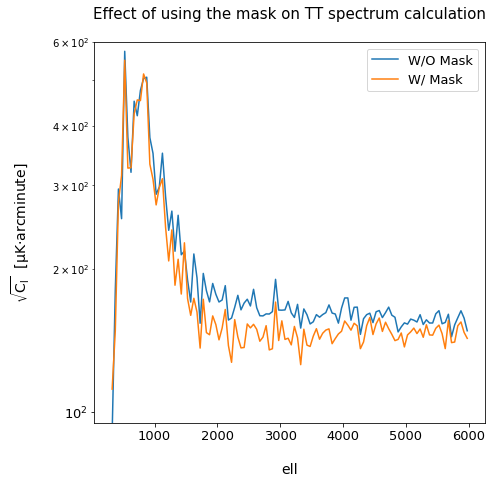 Effect of using the mask on TT spectrum calculation
W/O Mask
W/ Mask
6 × 10²
4 × 10²
3 × 10²
2 × 10²
10²
√Cₗ [μK·arcminute]
1000 2000 3000 4000 5000 6000
ell